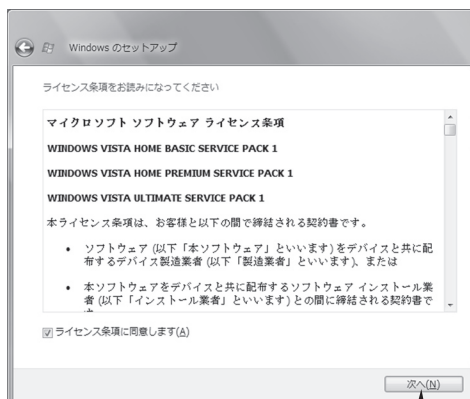 Windows のセットアップ
ライセンス条項をお読みになってください
マイクロソフト ソフトウェア ライセンス条項
WINDOWS VISTA HOME BASIC SERVICE PACK 1
WINDOWS VISTA HOME PREMIUM SERVICE PACK 1
WINDOWS VISTA ULTIMATE SERVICE PACK 1
本ライセンス条項は、お客様と以下の間で締結される契約書です。
• ソフトウェア (以下「本ソフトウェア」といいます) をデバイスと共に配
布するデバイス製造業者 (以下「製造業者」といいます)、または
• 本ソフトウェアをデバイスと共に配布するソフトウェア インストール業
者 (以下「インストール業者」といいます) との間に締結される契約書で
ライセンス条項に同意します(A)
次へ(N)